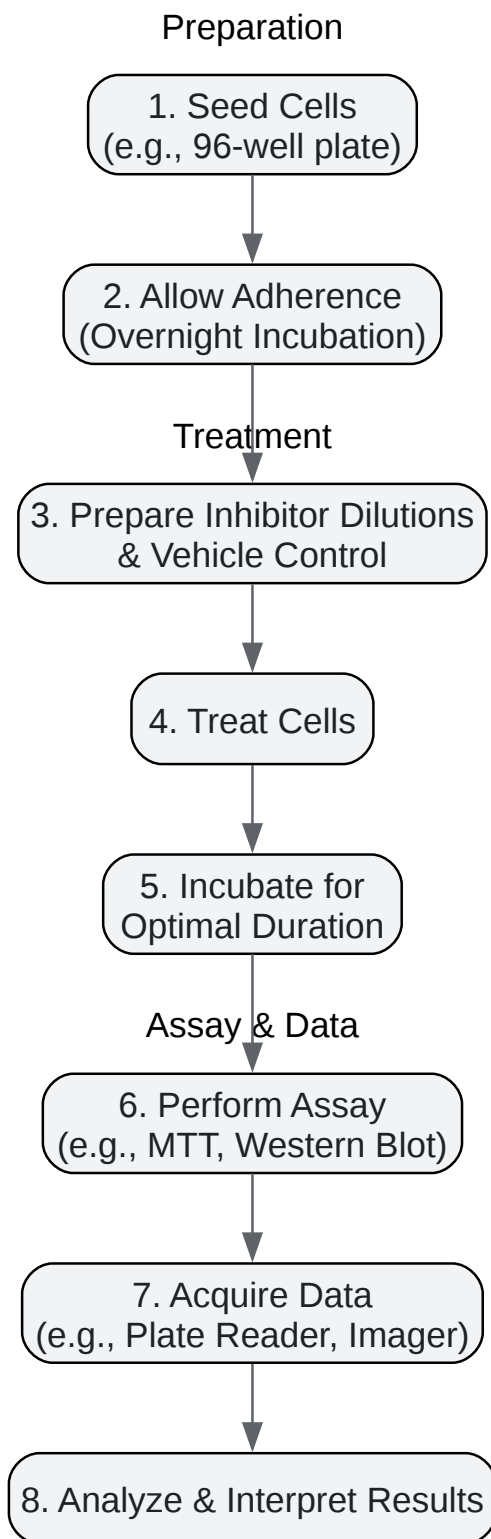 Preparation
1. Seed Cells
(e.g., 96-well plate)
2. Allow Adherence
(Overnight Incubation)
Treatment
3. Prepare Inhibitor Dilutions
& Vehicle Control
4. Treat Cells
5. Incubate for
Optimal Duration
Assay & Data
6. Perform Assay
(e.g., MTT, Western Blot)
7. Acquire Data
(e.g., Plate Reader, Imager)
8. Analyze & Interpret Results